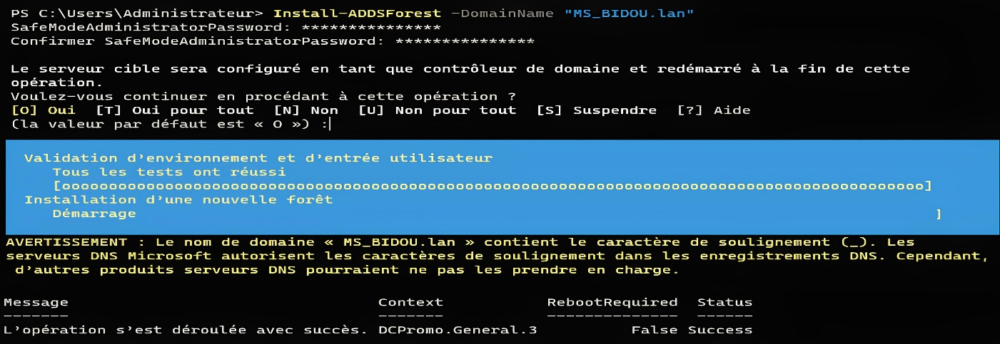 PS C:\Users\Administrateur> Install-ADDSForest -DomainName "MS_BIDOU.lan"
SafeModeAdministratorPassword: ***************
Confirmer SafeModeAdministratorPassword: ***************
Le serveur cible sera configuré en tant que contrôleur de domaine et redémarré à la fin de cette
opération.
Voulez-vous continuer en procédant à cette opération ?
[O] Oui  [T] Oui pour tout  [N] Non  [U] Non pour tout  [S] Suspendre  [?] Aide
(la valeur par défaut est « O ») :
Validation d'environnement et d'entrée utilisateur
Tous les tests ont réussi
[oooooooooooooooooooooooooooooooooooooooooooooooooooooooooooooooooooooooooooooooooooooooooooo]
Installation d'une nouvelle forêt
Démarrage ]
AVERTISSEMENT : Le nom de domaine « MS_BIDOU.lan » contient le caractère de soulignement (_). Les
serveurs DNS Microsoft autorisent les caractères de soulignement dans les enregistrements DNS. Cependant,
d'autres produits serveurs DNS pourraient ne pas les prendre en charge.
Message Context RebootRequired Status
------- ------- -------------- ------
L'opération s'est déroulée avec succès. DCPromo.General.3 False Success